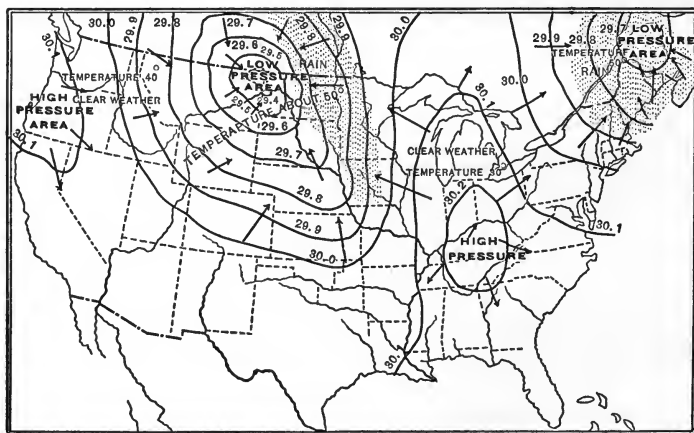 30.
30.0
29.9
29.8
29.7
29.6
29.5
LOW
PRESSURE
AREA
29.4
29.6
29.7
29.8
29.9
30.0
RAIN
29.8
29.9
TEMPERATURE ABOUT 50°
TEMPERATURE 40°
CLEAR WEATHER
HIGH
PRESSURE
AREA
30.1
30.0
30.1
CLEAR WEATHER
TEMPERATURE 30°
30.2
HIGH
PRESSURE
30.1
30.0
29.9
29.8
29.7
LOW
PRESSURE
AREA
TEMPERATURE
RAIN